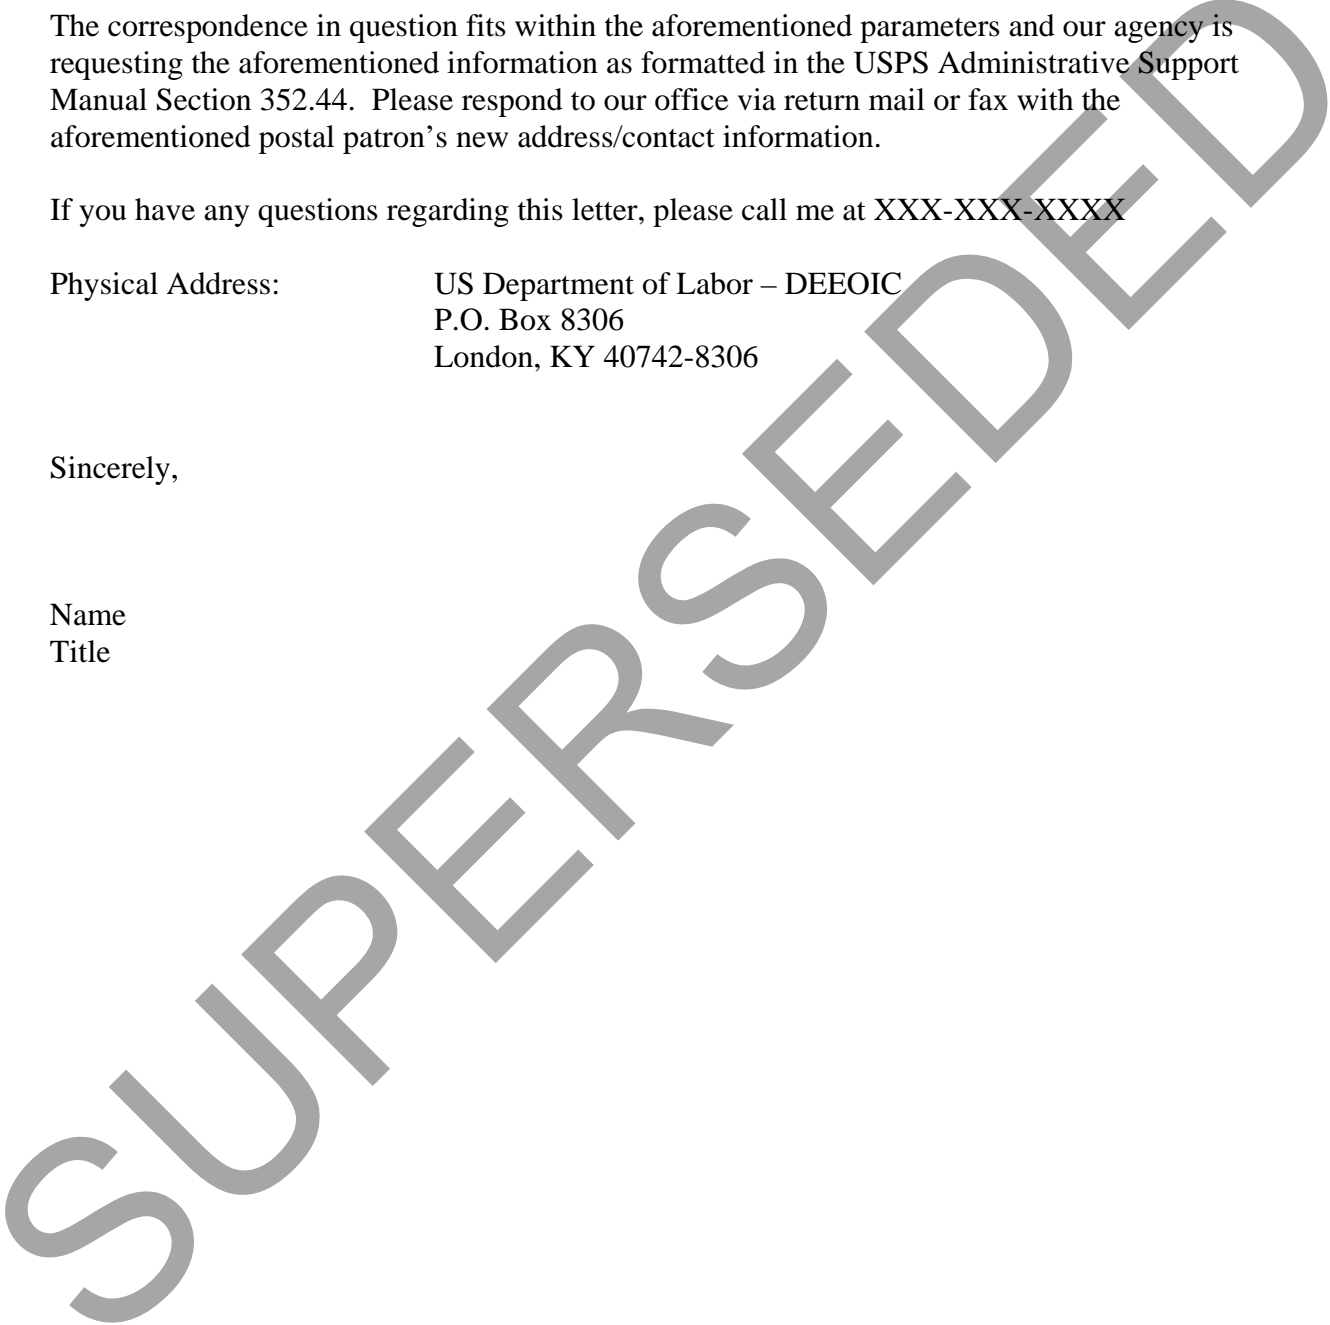 The correspondence in question fits within the aforementioned parameters and our agency is
requesting the aforementioned information as formatted in the USPS Administrative Support
Manual Section 352.44.  Please respond to our office via return mail or fax with the
aforementioned postal patron’s new address/contact information.
If you have any questions regarding this letter, please call me at XXX-XXX-XXXX
Physical Address: US Department of Labor – DEEOIC
P.O. Box 8306
London, KY 40742-8306
Sincerely,
Name
Title
SUPERSEDED